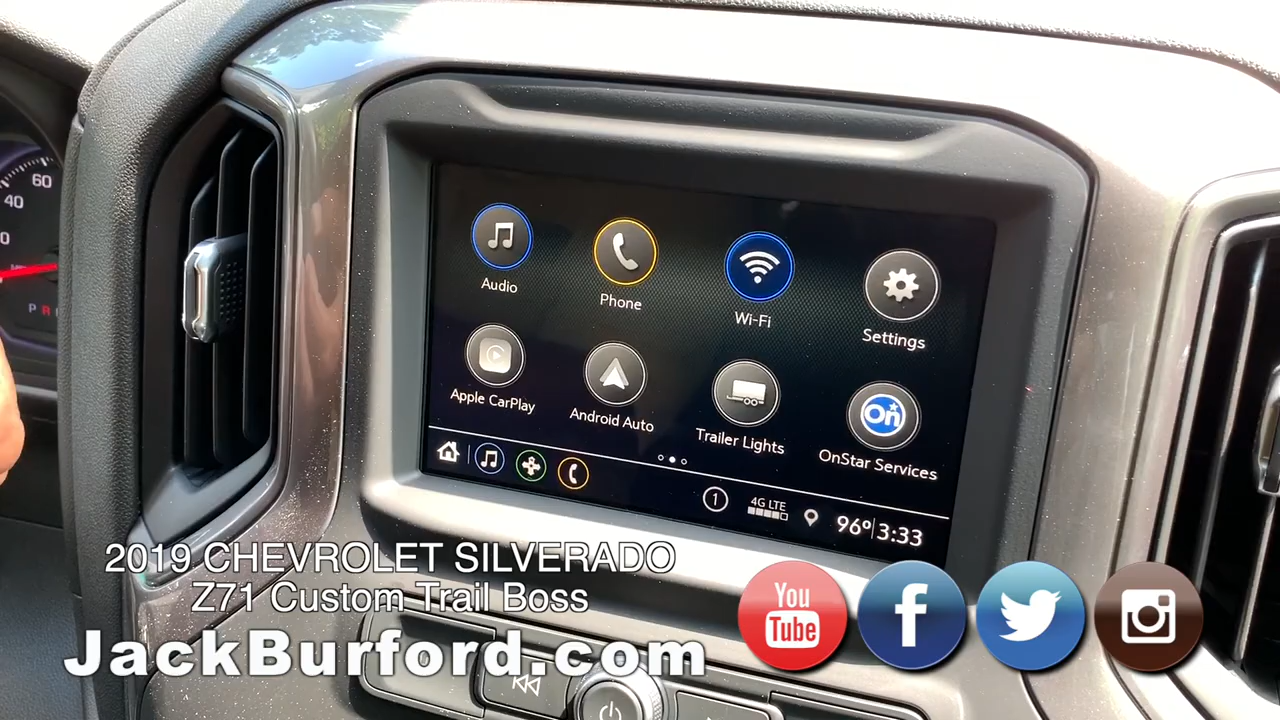 60
40
P R
Audio
Phone
Wi-Fi
Settings
Apple CarPlay
Android Auto
Trailer Lights
On
OnStar Services
1
4G LTE
96° 3:33
2019 CHEVROLET SILVERADO
Z71 Custom Trail Boss
JackBurford.com
You
Tube
f